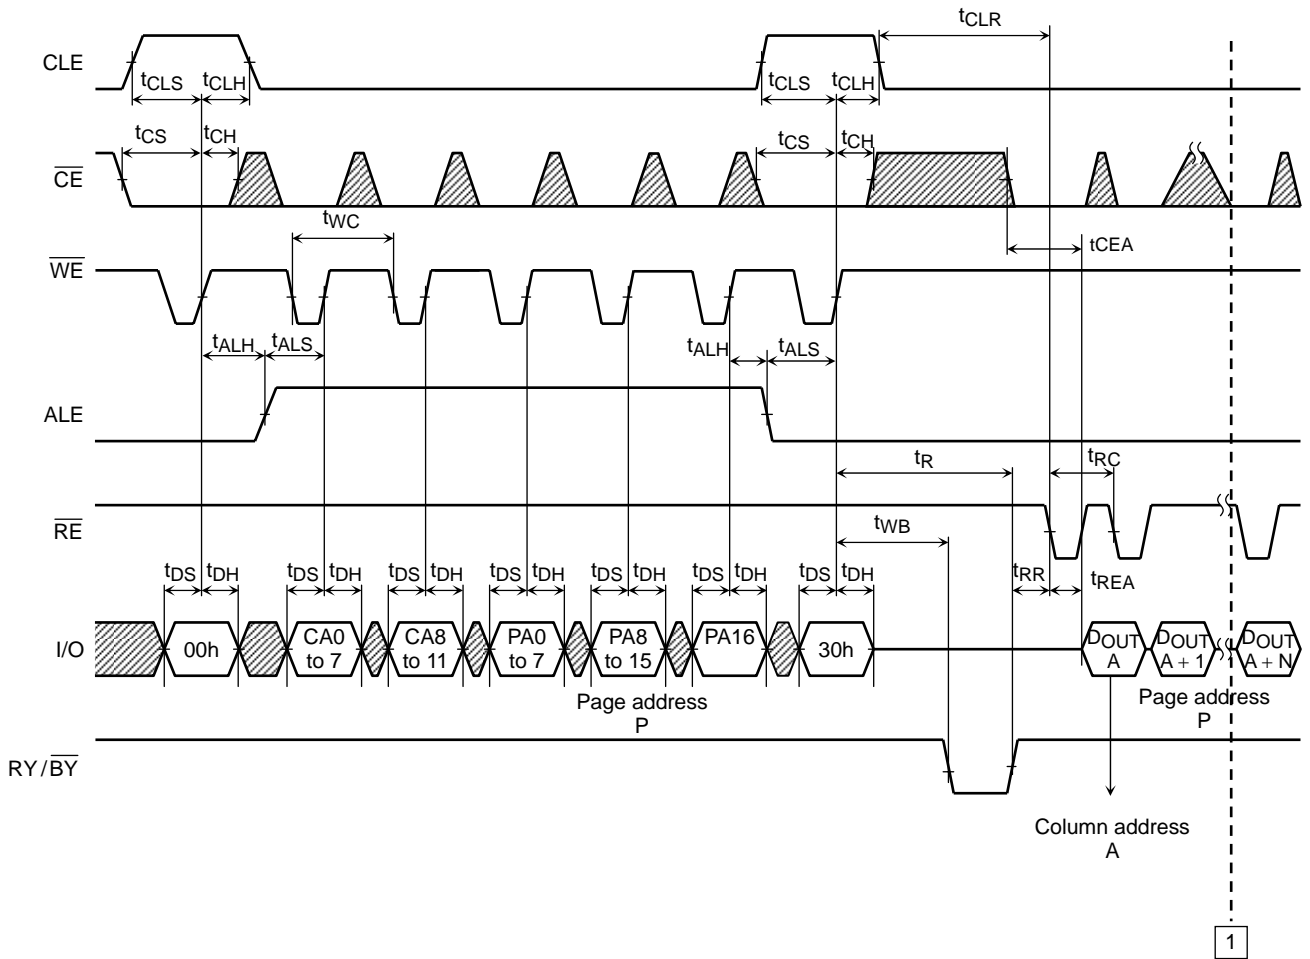 tCLR
CLE
tCLS
tCLH
tCLS
tCLH
tCS
tCH
tCS
tCH
CE
tWC
tCEA
WE
tALH
tALS
tALH
tALS
ALE
tR
tRC
RE
tWB
tDS
tDH
tDS
tDH
tDS
tDH
tDS
tDH
tDS
tDH
tDS
tDH
tDS
tDH
tRR
tREA
I/O
00h
CA0
to 7
CA8
to 11
PA0
to 7
PA8
to 15
PA16
30h
DOUT
A
DOUT
A + 1
DOUT
A + N
Page address
P
Page address
P
RY/BY
Column address
A
1